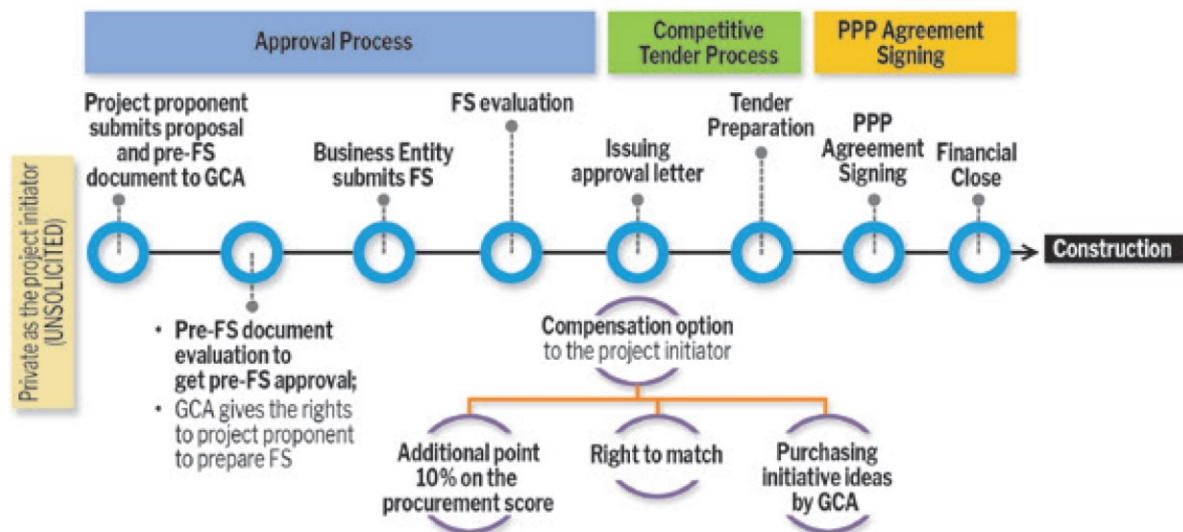 Approval Process
Competitive
Tender Process
PPP Agreement
Signing
Private as the project initiator
(UNSOLICITED)
Project proponent
submits proposal
and pre-FS
document to GCA
Business Entity
submits FS
FS evaluation
Issuing
approval letter
Tender
Preparation
PPP
Agreement
Signing
Financial
Close
Construction
• Pre-FS document
evaluation to
get pre-FS approval;
• GCA gives the rights
to project proponent
to prepare FS
Compensation option
to the project initiator
Additional point
10% on the
procurement score
Right to match
Purchasing
initiative ideas
by GCA